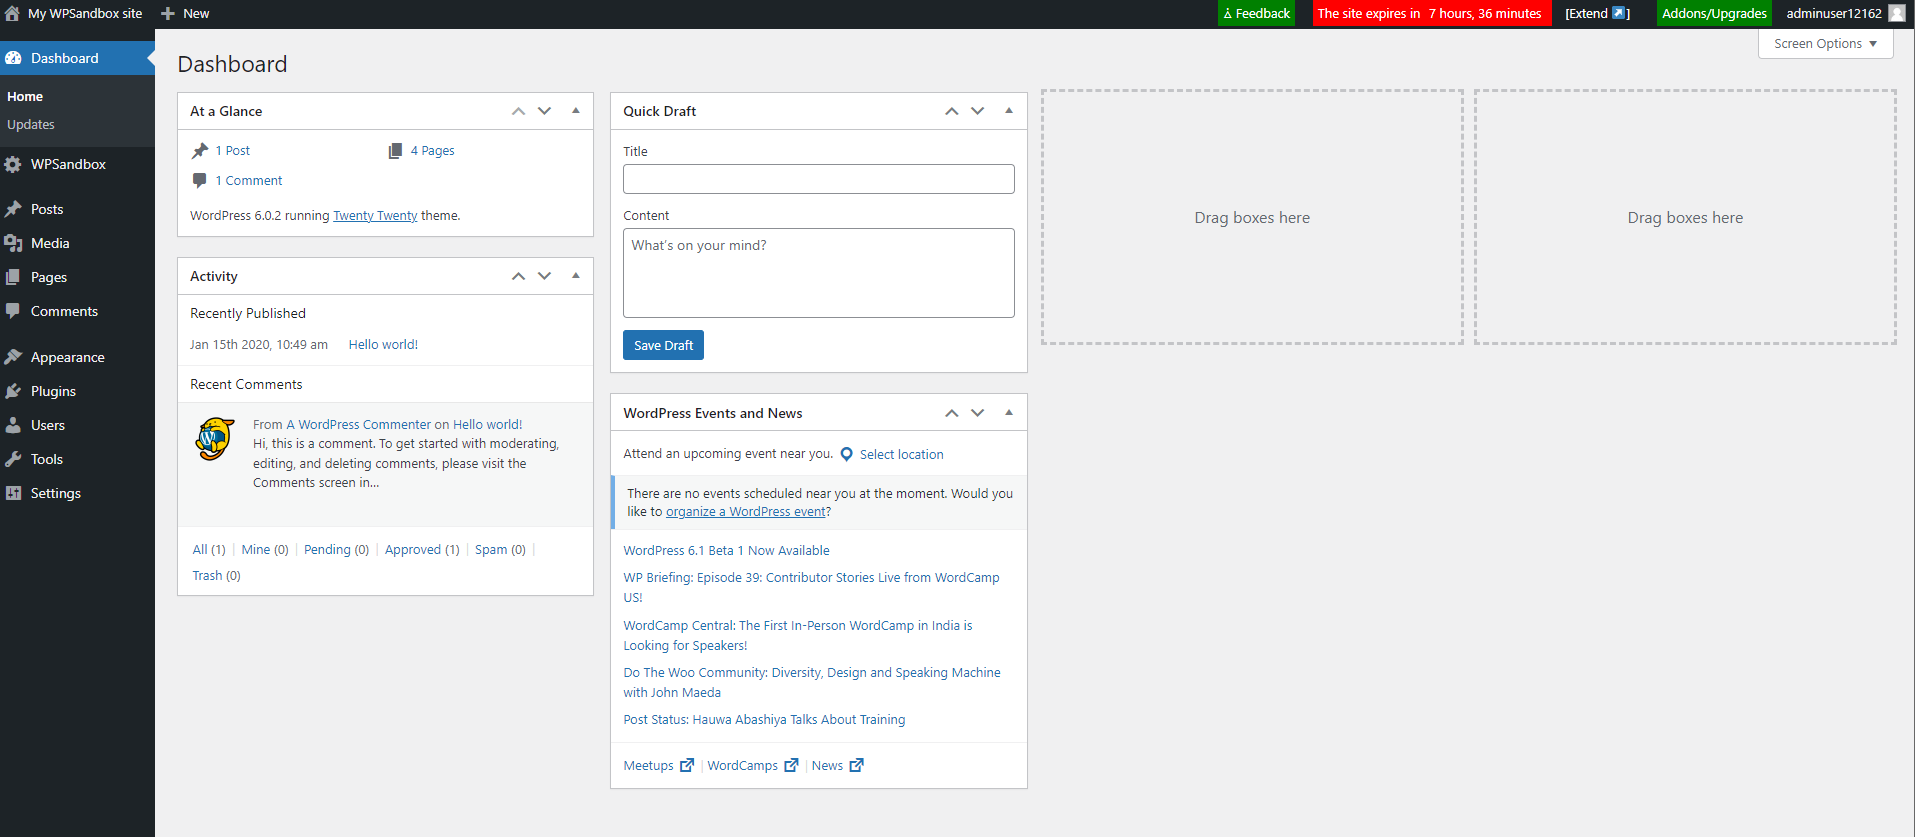 My WPSandbox site
New
Feedback
The site expires in 7 hours, 36 minutes
[Extend ]
Addons/Upgrades
adminuser12162
Screen Options
Dashboard
Home
Updates
WPSandbox
Posts
Media
Pages
Comments
Appearance
Plugins
Users
Tools
Settings
Dashboard
At a Glance
1 Post
4 Pages
1 Comment
WordPress 6.0.2 running Twenty Twenty theme.
Activity
Recently Published
Jan 15th 2020, 10:49 am Hello world!
Recent Comments
From A WordPress Commenter on Hello world!
Hi, this is a comment. To get started with moderating,
editing, and deleting comments, please visit the
Comments screen in…
All (1) | Mine (0) | Pending (0) | Approved (1) | Spam (0) |
Trash (0)
Quick Draft
Title
Content
What’s on your mind?
Save Draft
WordPress Events and News
Attend an upcoming event near you. Select location
There are no events scheduled near you at the moment. Would you
like to organize a WordPress event?
WordPress 6.1 Beta 1 Now Available
WP Briefing: Episode 39: Contributor Stories Live from WordCamp
US!
WordCamp Central: The First In-Person WordCamp in India is
Looking for Speakers!
Do The Woo Community: Diversity, Design and Speaking Machine
with John Maeda
Post Status: Hauwa Abashiya Talks About Training
Meetups | WordCamps | News
Drag boxes here
Drag boxes here